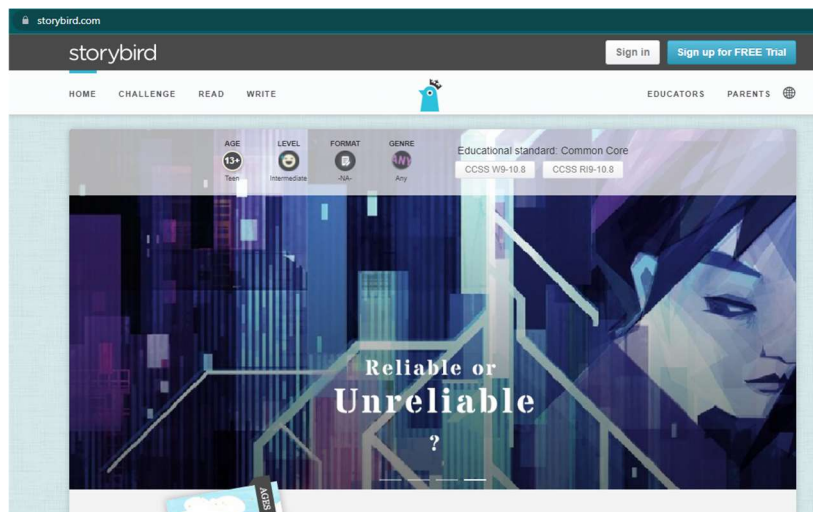 storybird.com
storybird
Sign in
Sign up for FREE Trial
HOME CHALLENGE READ WRITE
EDUCATORS PARENTS
AGE LEVEL FORMAT GENRE
13+ ANY
Teen Intermediate -NA- Any
Educational standard: Common Core
CCSS W9-10.8 CCSS RI9-10.8
Reliable or
Unreliable
?
AGES